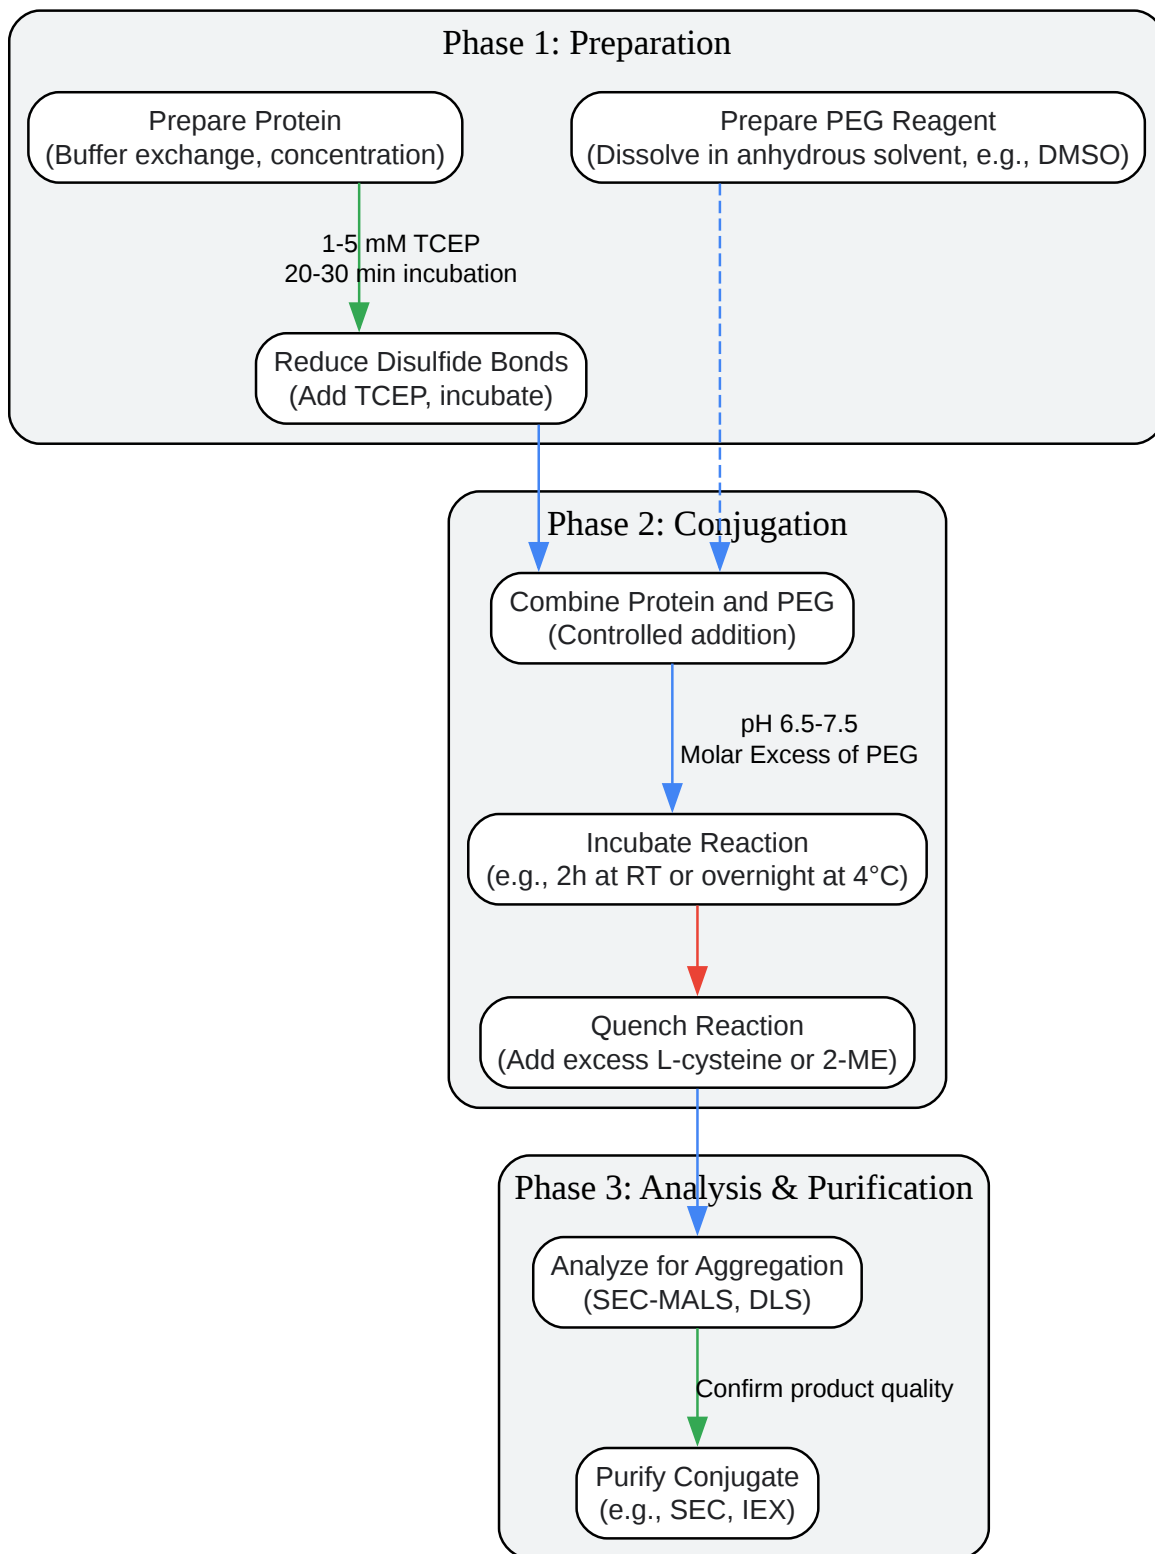 Phase 1: Preparation
Prepare Protein
(Buffer exchange, concentration)
Prepare PEG Reagent
(Dissolve in anhydrous solvent, e.g., DMSO)
1-5 mM TCEP
20-30 min incubation
Reduce Disulfide Bonds
(Add TCEP, incubate)
Phase 2: Conjugation
Combine Protein and PEG
(Controlled addition)
pH 6.5-7.5
Molar Excess of PEG
Incubate Reaction
(e.g., 2h at RT or overnight at 4°C)
Quench Reaction
(Add excess L-cysteine or 2-ME)
Phase 3: Analysis & Purification
Analyze for Aggregation
(SEC-MALS, DLS)
Confirm product quality
Purify Conjugate
(e.g., SEC, IEX)